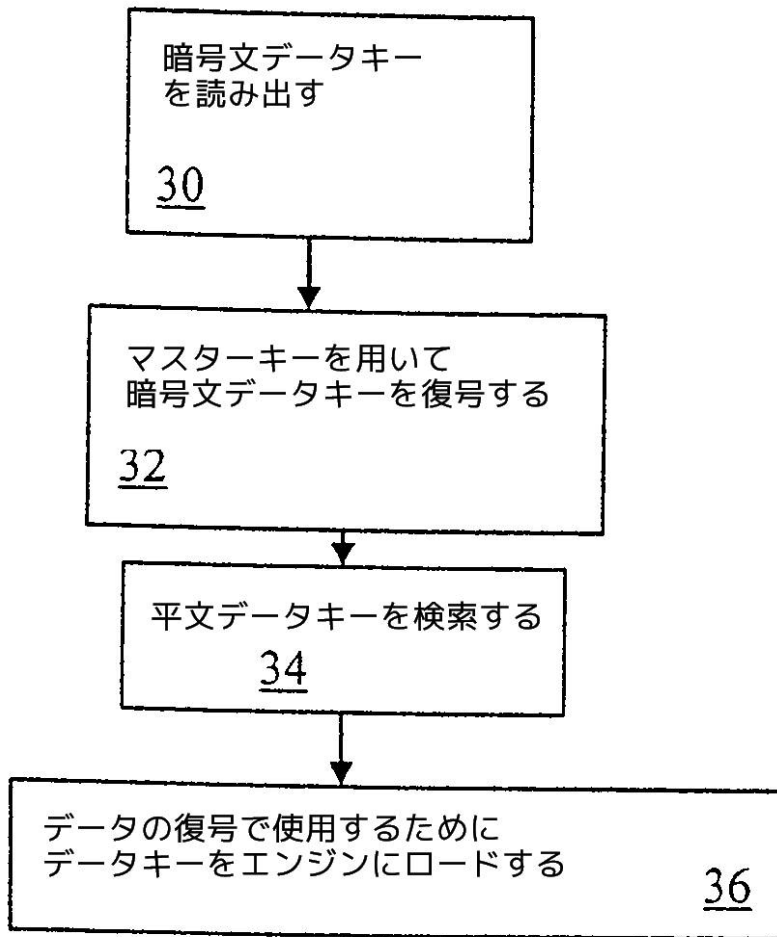 暗号文データキー
を読み出す
30
マスターキーを用いて
暗号文データキーを復号する
32
平文データキーを検索する
34
データの復号で使用するために
データキーをエンジンにロードする
36